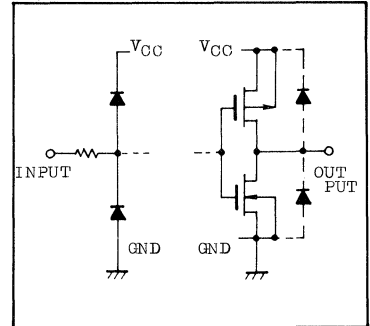 VCC
VCC
INPUT
OUT
PUT
GND
GND